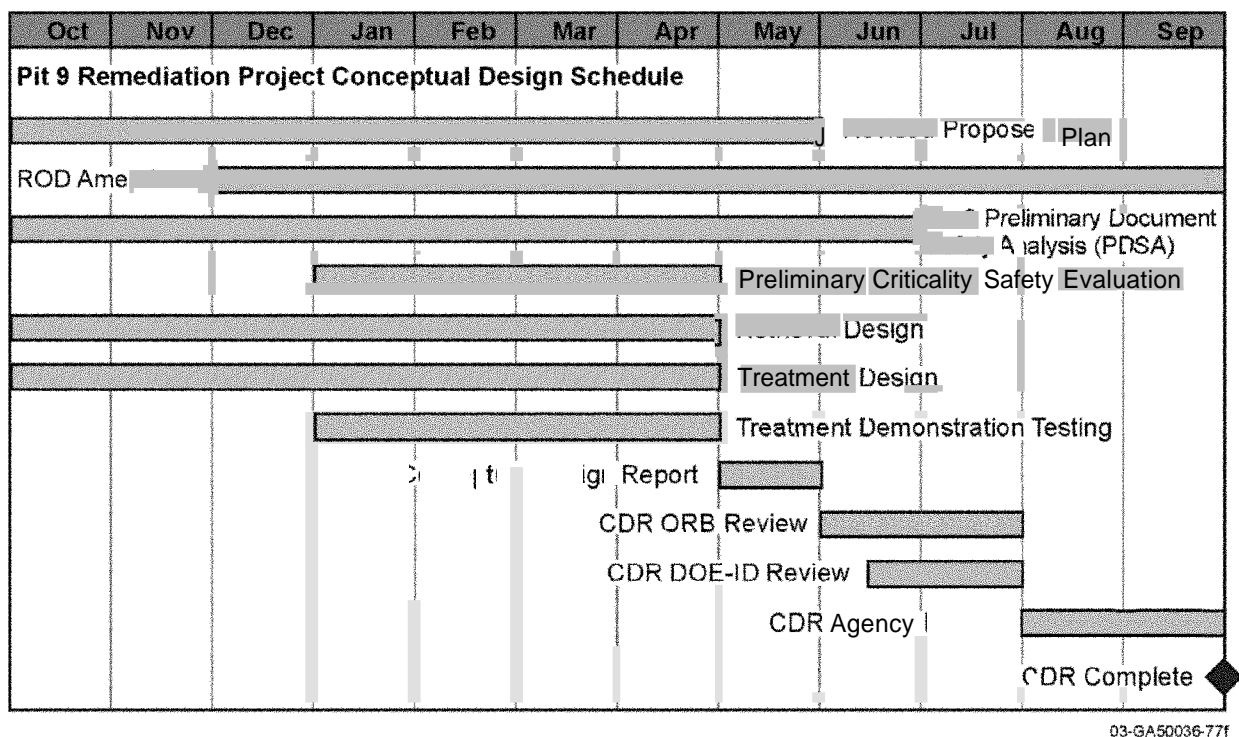 Oct Nov Dec Jan Feb Mar Apr May Jun Jul Aug Sep
Pit 9 Remediation Project Conceptual Design Schedule
Propose Plan
ROD Ame
Preliminary Document
Analysis (PDSA)
Preliminary Criticality Safety Evaluation
Design
Treatment Design
Treatment Demonstration Testing
Report
CDR ORB Review
CDR DOE-ID Review
CDR Agency
CDR Complete
03-GA50036-77f